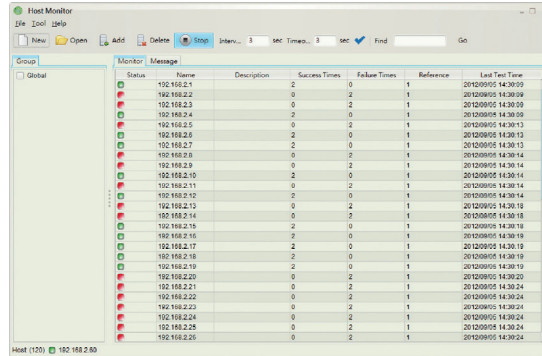 Host Monitor
File Tool Help
New Open Add Delete Stop Interv... 3 sec Timeo... 3 sec Find Go
Group Monitor Message
Global
Status Name Description Success Times Failure Times Reference Last Test Time
192.168.2.1 2 0 1 2012/09/05 14:30:09
192.168.2.2 0 2 1 2012/09/05 14:30:09
192.168.2.3 0 2 1 2012/09/05 14:30:09
192.168.2.4 2 0 1 2012/09/05 14:30:09
192.168.2.5 0 2 1 2012/09/05 14:30:13
192.168.2.6 2 0 1 2012/09/05 14:30:13
192.168.2.7 2 0 1 2012/09/05 14:30:13
192.168.2.8 0 2 1 2012/09/05 14:30:14
192.168.2.9 0 2 1 2012/09/05 14:30:14
192.168.2.10 2 0 1 2012/09/05 14:30:14
192.168.2.11 0 2 1 2012/09/05 14:30:14
192.168.2.12 2 0 1 2012/09/05 14:30:14
192.168.2.13 0 2 1 2012/09/05 14:30:18
192.168.2.14 0 2 1 2012/09/05 14:30:18
192.168.2.15 2 0 1 2012/09/05 14:30:18
192.168.2.16 2 0 1 2012/09/05 14:30:19
192.168.2.17 2 0 1 2012/09/05 14:30:19
192.168.2.18 2 0 1 2012/09/05 14:30:19
192.168.2.19 2 0 1 2012/09/05 14:30:19
192.168.2.20 0 2 1 2012/09/05 14:30:20
192.168.2.21 0 2 1 2012/09/05 14:30:24
192.168.2.22 0 2 1 2012/09/05 14:30:24
192.168.2.23 0 2 1 2012/09/05 14:30:24
192.168.2.24 0 2 1 2012/09/05 14:30:24
192.168.2.25 0 2 1 2012/09/05 14:30:24
192.168.2.26 0 2 1 2012/09/05 14:30:24
Host (120) 192.168.2.60